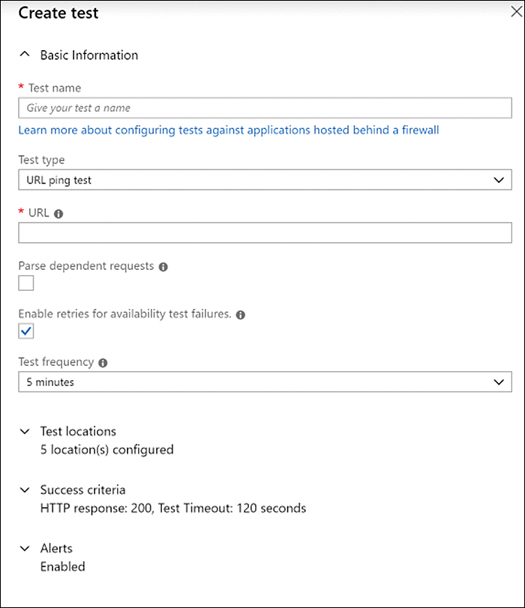 Create test
Basic Information
* Test name
Give your test a name
Learn more about configuring tests against applications hosted behind a firewall
Test type
URL ping test
* URL
Parse dependent requests
Enable retries for availability test failures.
Test frequency
5 minutes
Test locations
5 location(s) configured
Success criteria
HTTP response: 200, Test Timeout: 120 seconds
Alerts
Enabled